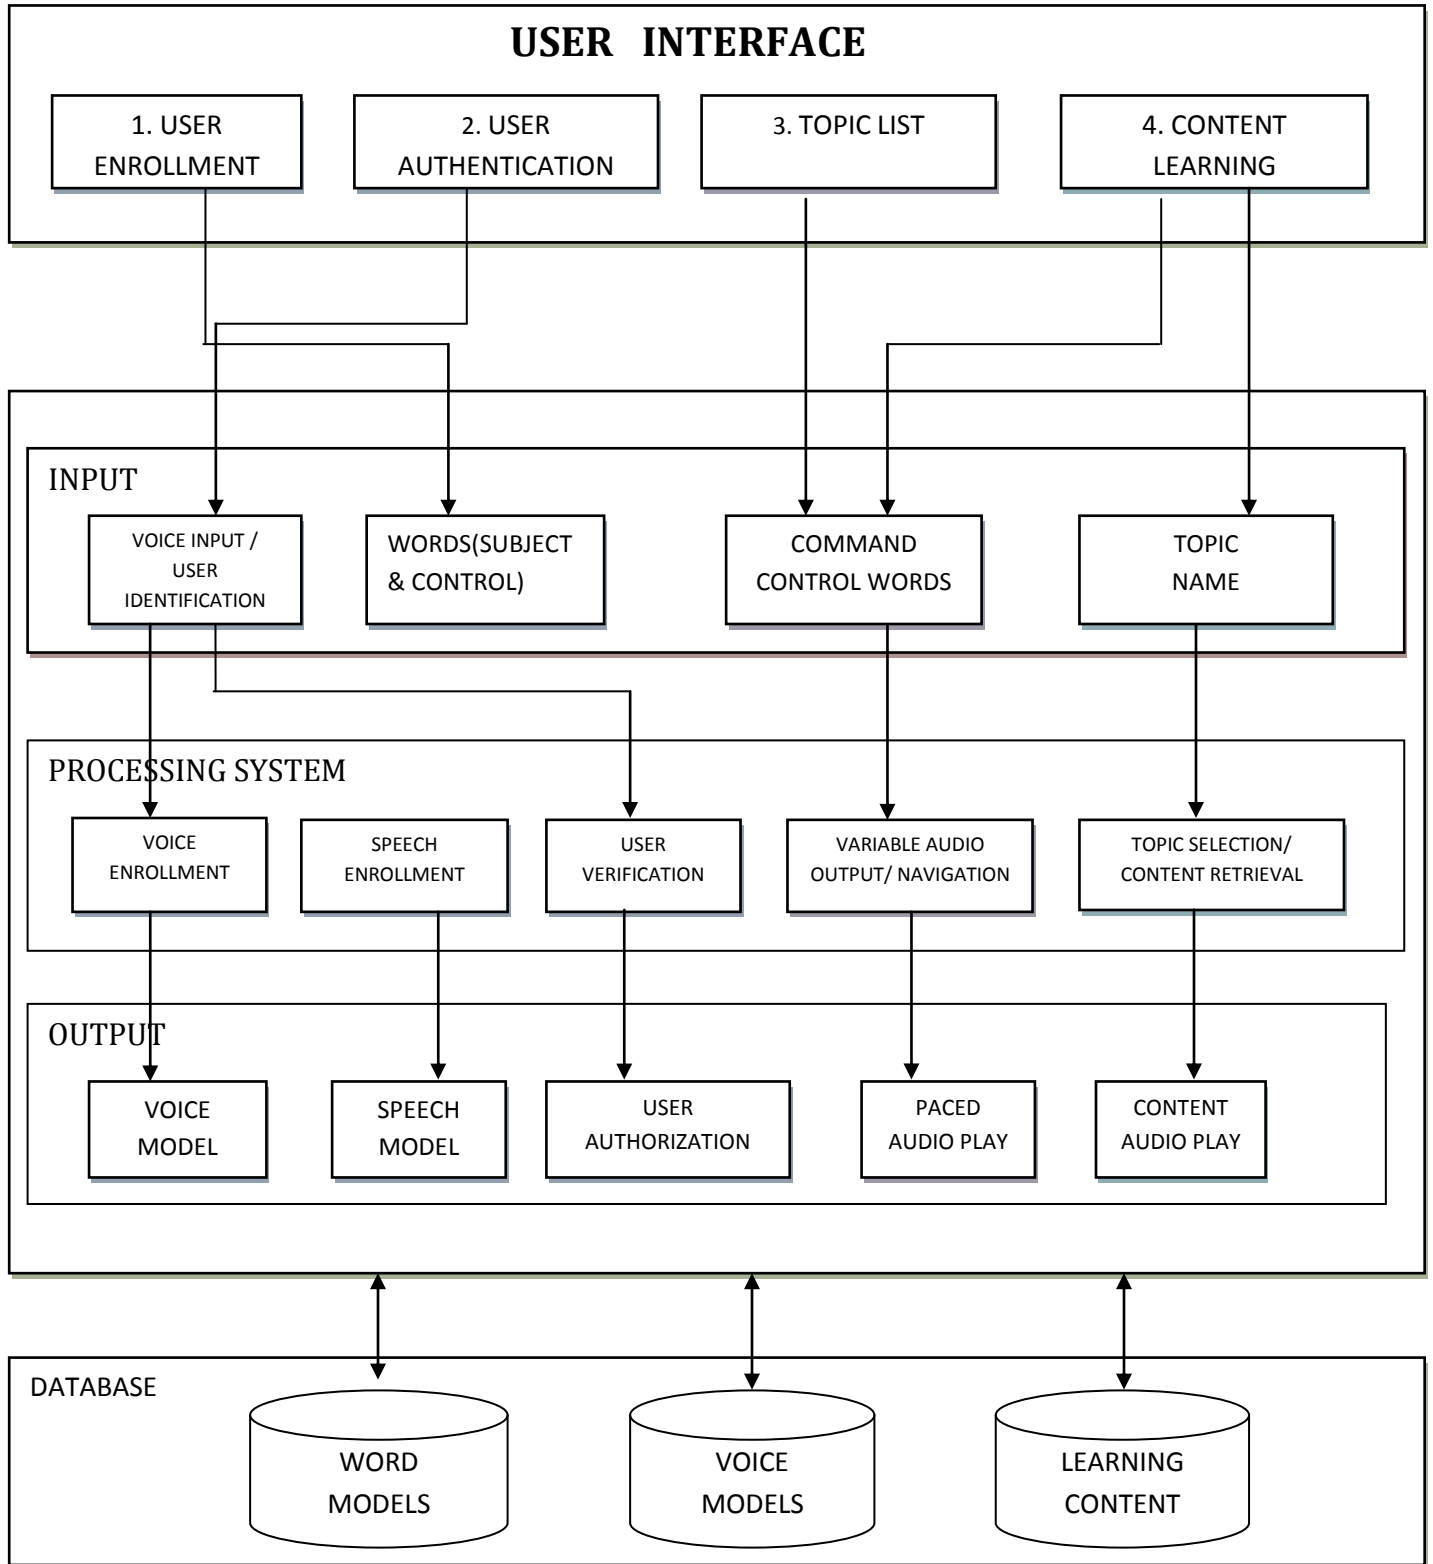 USER INTERFACE
1. USER
ENROLLMENT
2. USER
AUTHENTICATION
3. TOPIC LIST
4. CONTENT
LEARNING
INPUT
VOICE INPUT /
USER
IDENTIFICATION
WORDS(SUBJECT
& CONTROL)
COMMAND
CONTROL WORDS
TOPIC
NAME
PROCESSING SYSTEM
VOICE
ENROLLMENT
SPEECH
ENROLLMENT
USER
VERIFICATION
VARIABLE AUDIO
OUTPUT/ NAVIGATION
TOPIC SELECTION/
CONTENT RETRIEVAL
OUTPUT
VOICE
MODEL
SPEECH
MODEL
USER
AUTHORIZATION
PACED
AUDIO PLAY
CONTENT
AUDIO PLAY
DATABASE
WORD
MODELS
VOICE
MODELS
LEARNING
CONTENT